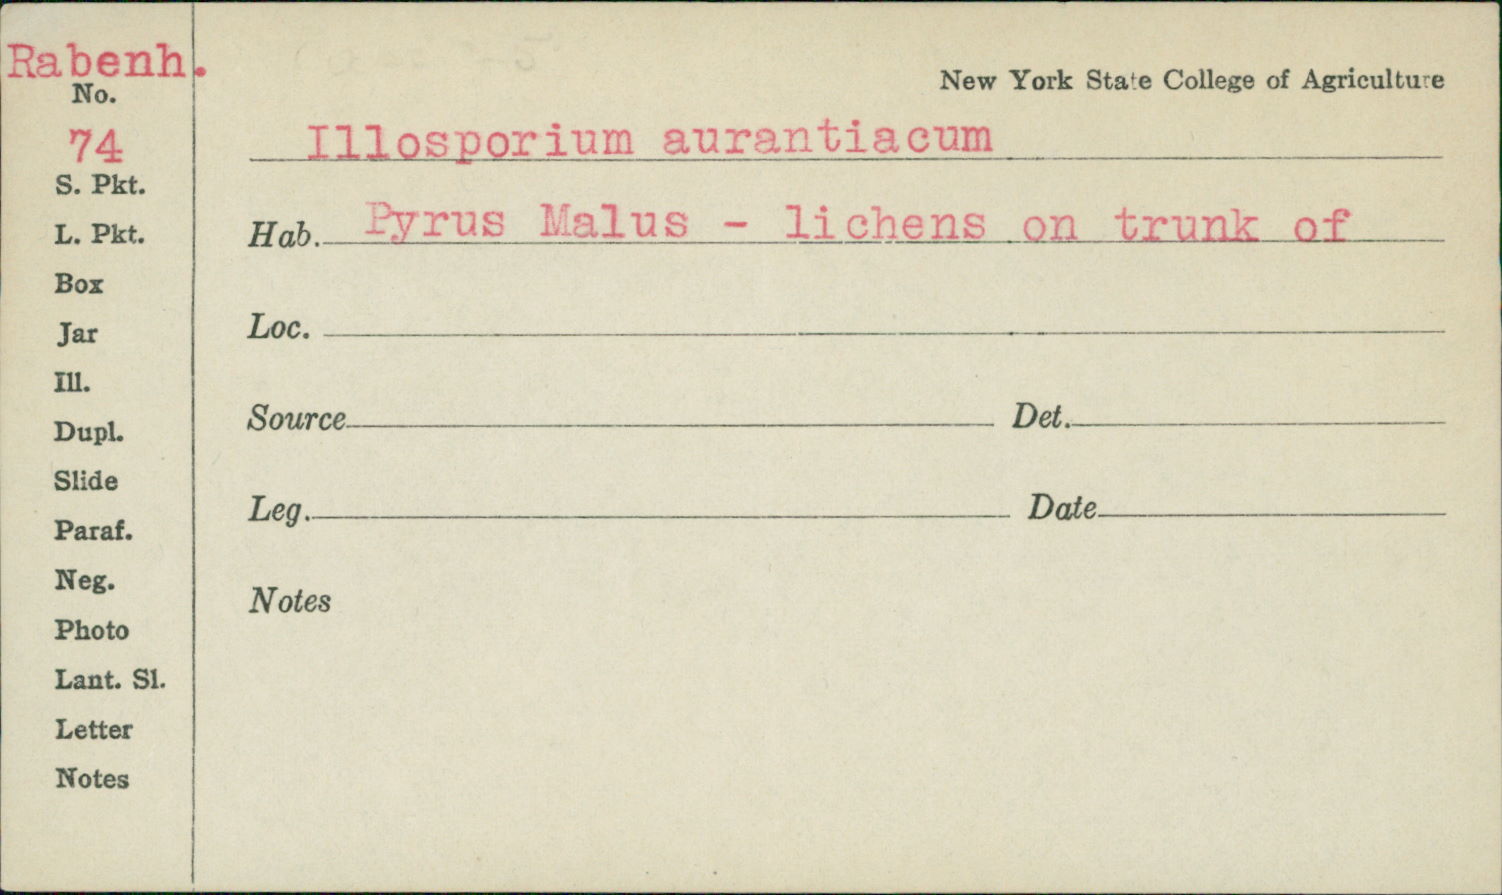 Rabenh.
No.
74
S. Pkt.
L. Pkt.
Box
Jar
Ill.
Dupl.
Slide
Paraf.
Neg.
Photo
Lant. Sl.
Letter
Notes
New York State College of Agriculture
Illosporium aurantiacum
Hab. Pyrus Malus - lichens on trunk of
Loc.
Source Det.
Leg. Date
Notes